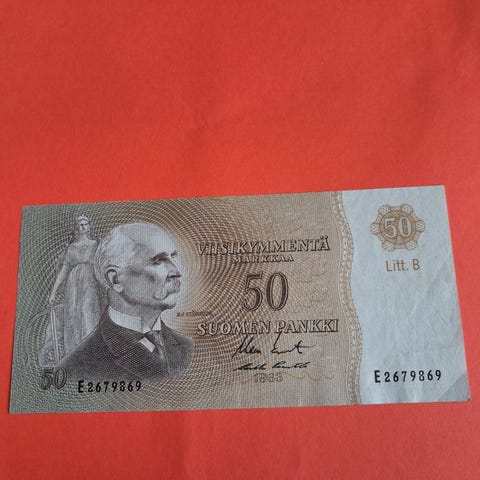 50
VIISIKYMMENTÄ
MARKKAA
Litt. B
50
SUOMEN PANKKI
1963
50
E2679869
E2679869